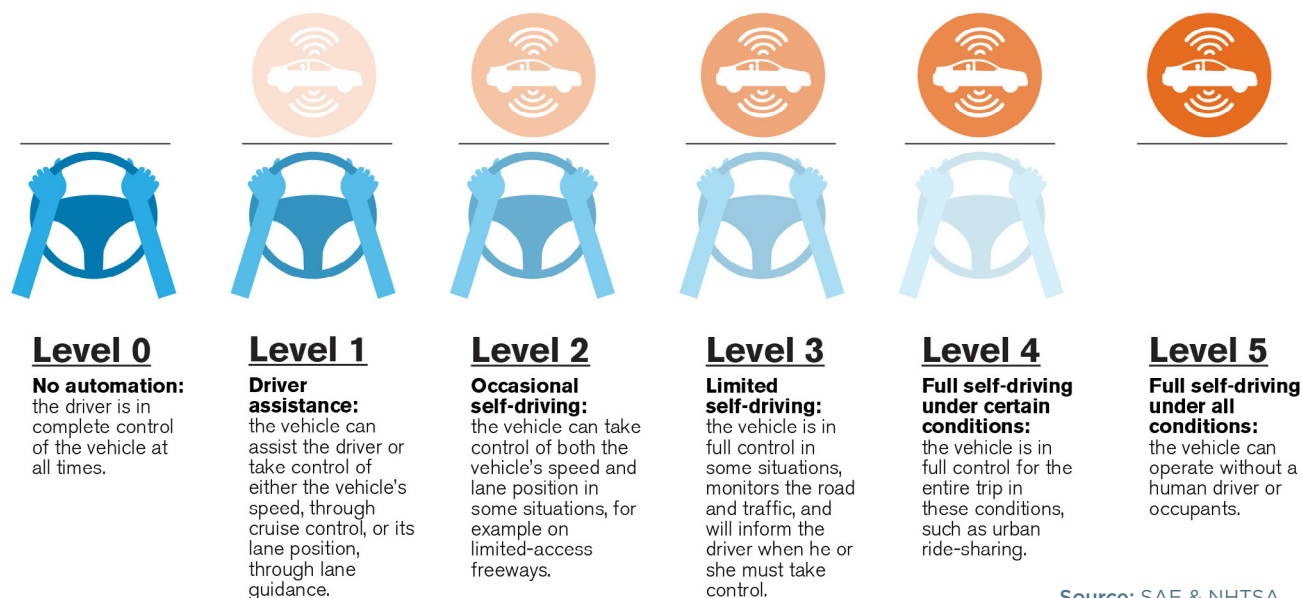 Level 0
No automation:
the driver is in
complete control
of the vehicle at
all times.
Level 1
Driver
assistance:
the vehicle can
assist the driver or
take control of
either the vehicle's
speed, through
cruise control, or its
lane position,
through lane
guidance.
Level 2
Occasional
self-driving:
the vehicle can take
control of both the
vehicle's speed and
lane position in
some situations, for
example on
limited-access
freeways.
Level 3
Limited
self-driving:
the vehicle is in
full control in
some situations,
monitors the road
and traffic, and
will inform the
driver when he or
she must take
control.
Level 4
Full self-driving
under certain
conditions:
the vehicle is in
full control for the
entire trip in
these conditions,
such as urban
ride-sharing.
Level 5
Full self-driving
under all
conditions:
the vehicle can
operate without a
human driver or
occupants.
Source: SAE & NHTSA